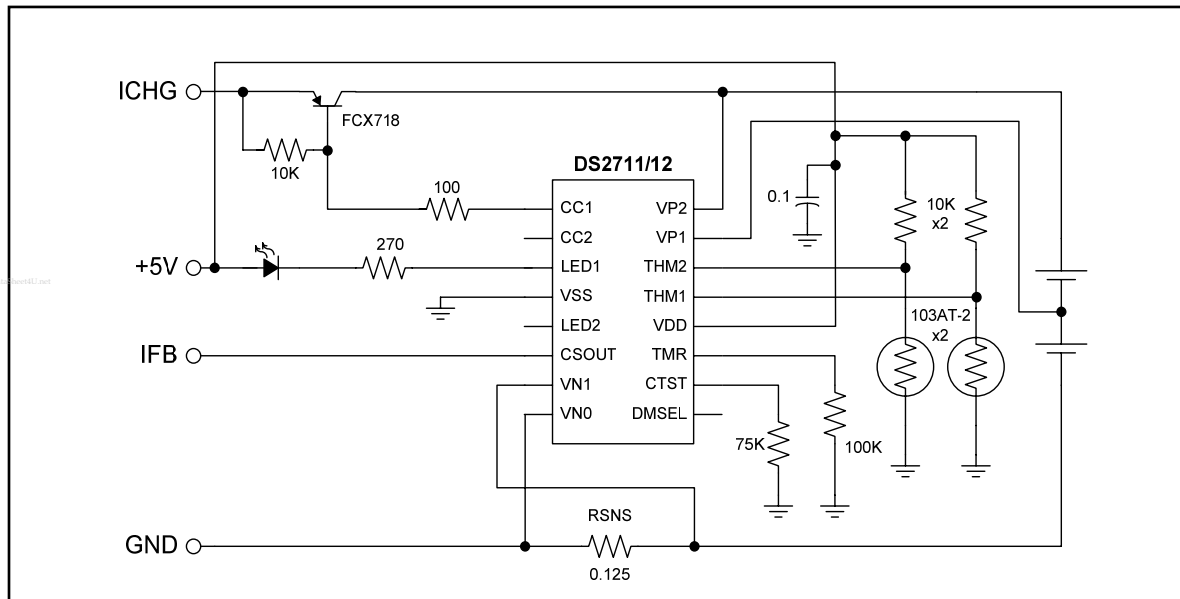 ICHG
FCX718
10K
DS2711/12
100
0.1
10K
x2
CC1
VP2
CC2
VP1
270
+5V
LED1
THM2
VSS
THM1
103AT-2
x2
LED2
VDD
IFB
CSOUT
TMR
VN1
CTST
VN0
DMSEL
75K
100K
RSNS
GND
0.125